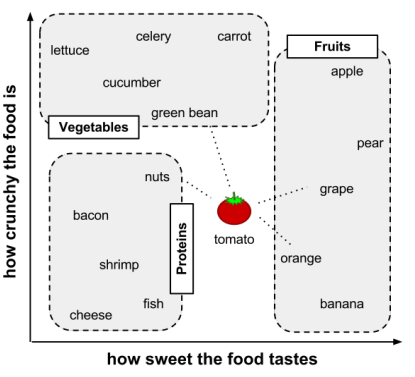 how crunchy the food is
lettuce
celery
carrot
cucumber
green bean
Vegetables
Fruits
apple
pear
grape
orange
banana
nuts
bacon
shrimp
fish
cheese
Proteins
tomato
how sweet the food tastes